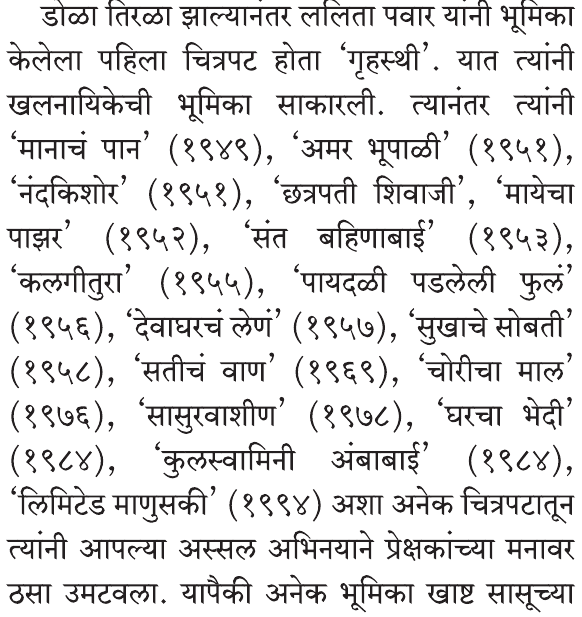 डोळा तिरळा झाल्यानंतर ललिता पवार यांनी भूमिका
केलेला पहिला चित्रपट होता ‘गृहस्थी’. यात त्यांनी
खलनायिकेची भूमिका साकारली. त्यानंतर त्यांनी
‘मानाचं पान’ (१९४९), ‘अमर भूपाळी’ (१९५१),
‘नंदकिशोर’ (१९५१), ‘छत्रपती शिवाजी’, ‘मायेचा
पाझर’ (१९५२), ‘संत बहिणाबाई’ (१९५३),
‘कलगीतुरा’ (१९५५), ‘पायदळी पडलेली फुलं’
(१९५६), ‘देवाघरचं लेणं’ (१९५७), ‘सुखाचे सोबती’
(१९५८), ‘सतीचं वाण’ (१९६९), ‘चोरीचा माल’
(१९७६), ‘सासुरवाशीण’ (१९७८), ‘घरचा भेदी’
(१९८४), ‘कुलस्वामिनी अंबाबाई’ (१९८४),
‘लिमिटेड माणुसकी’ (१९९४) अशा अनेक चित्रपटातून
त्यांनी आपल्या अस्सल अभिनयाने प्रेक्षकांच्या मनावर
ठसा उमटवला. यापैकी अनेक भूमिका खाष्ट सासूच्या